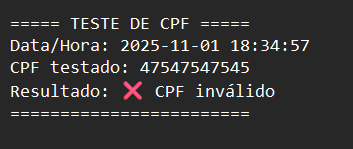 ===== TESTE DE CPF =====
Data/Hora: 2025-11-01 18:34:57
CPF testado: 47547547545
Resultado: ❌ CPF inválido
========================